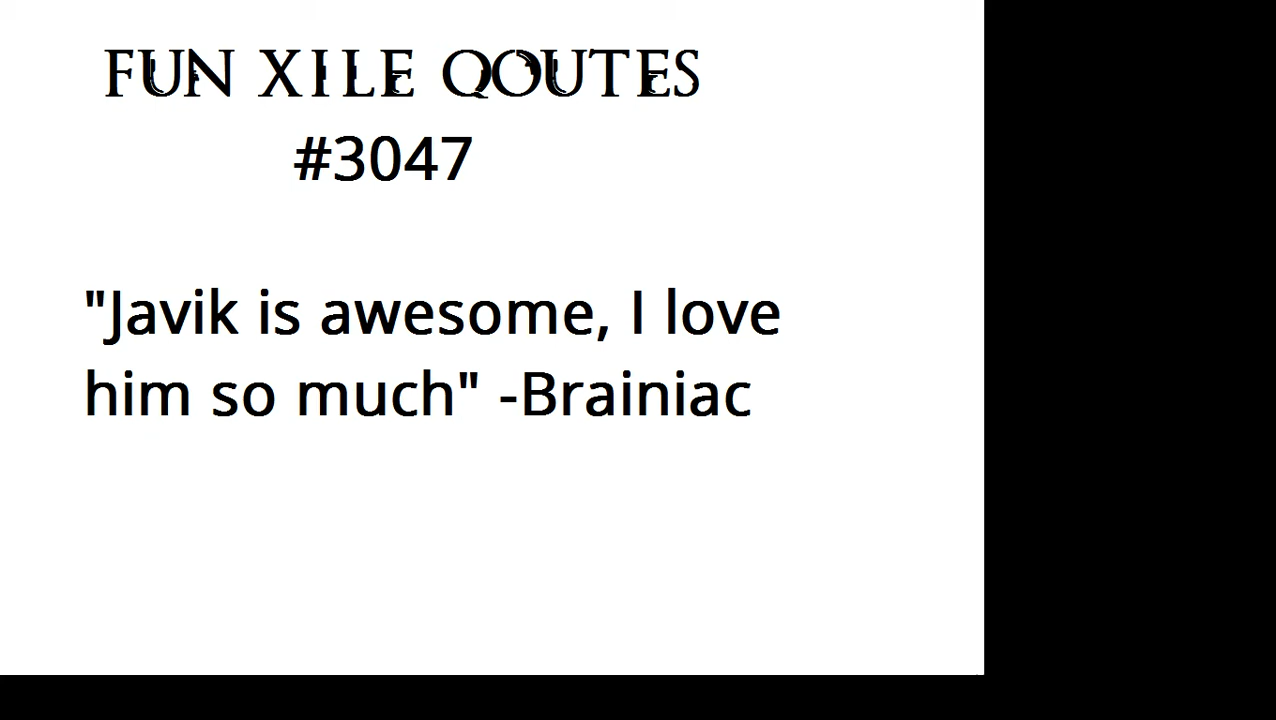 FUN XILE QOUTES
#3047
"Javik is awesome, I love
him so much" -Brainiac